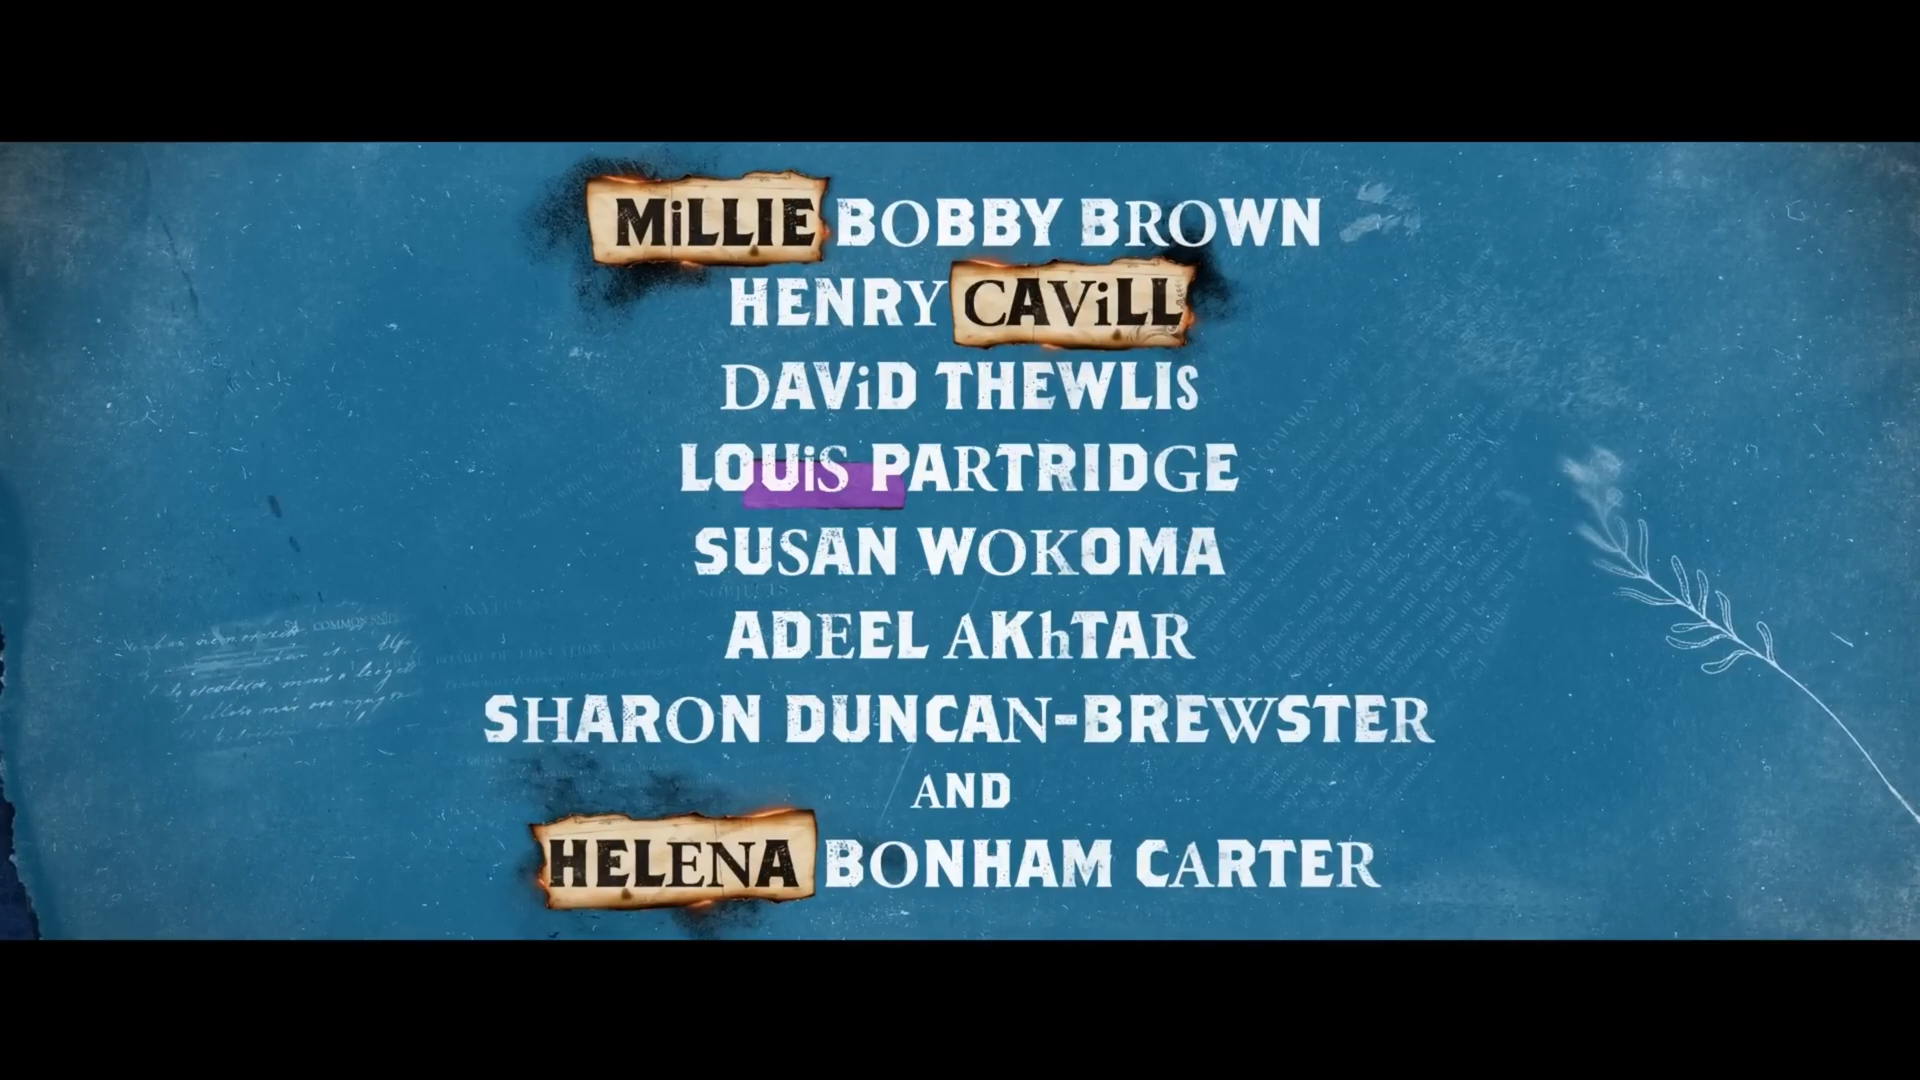 MiLLIE BOBBY BROWN
HENRY CAViLL
DAViD THEWLIS
LOUiS PARTRIDGE
SUSAN WOKOMA
ADEEL AKhTAR
SHARON DUNCAN-BREWSTER
AND
HELENA BONHAM CARTER